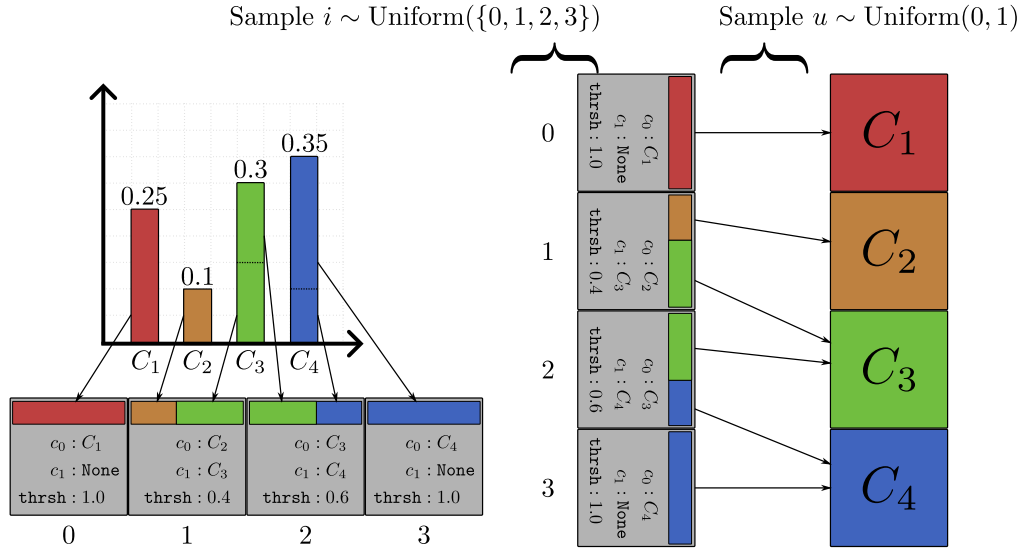 Sample i ∼ Uniform({0, 1, 2, 3})
Sample u ∼ Uniform(0, 1)
0.25
0.1
0.3
0.35
C₁ C₂ C₃ C₄
c₀ : C₁
c₁ : None
thrsh : 1.0
0
c₀ : C₂
c₁ : C₃
thrsh : 0.4
1
c₀ : C₃
c₁ : C₄
thrsh : 0.6
2
c₀ : C₄
c₁ : None
thrsh : 1.0
3
0
c₀ : C₁
c₁ : None
thrsh : 1.0
1
c₀ : C₂
c₁ : C₃
thrsh : 0.4
2
c₀ : C₃
c₁ : C₄
thrsh : 0.6
3
c₀ : C₄
c₁ : None
thrsh : 1.0
C₁
C₂
C₃
C₄